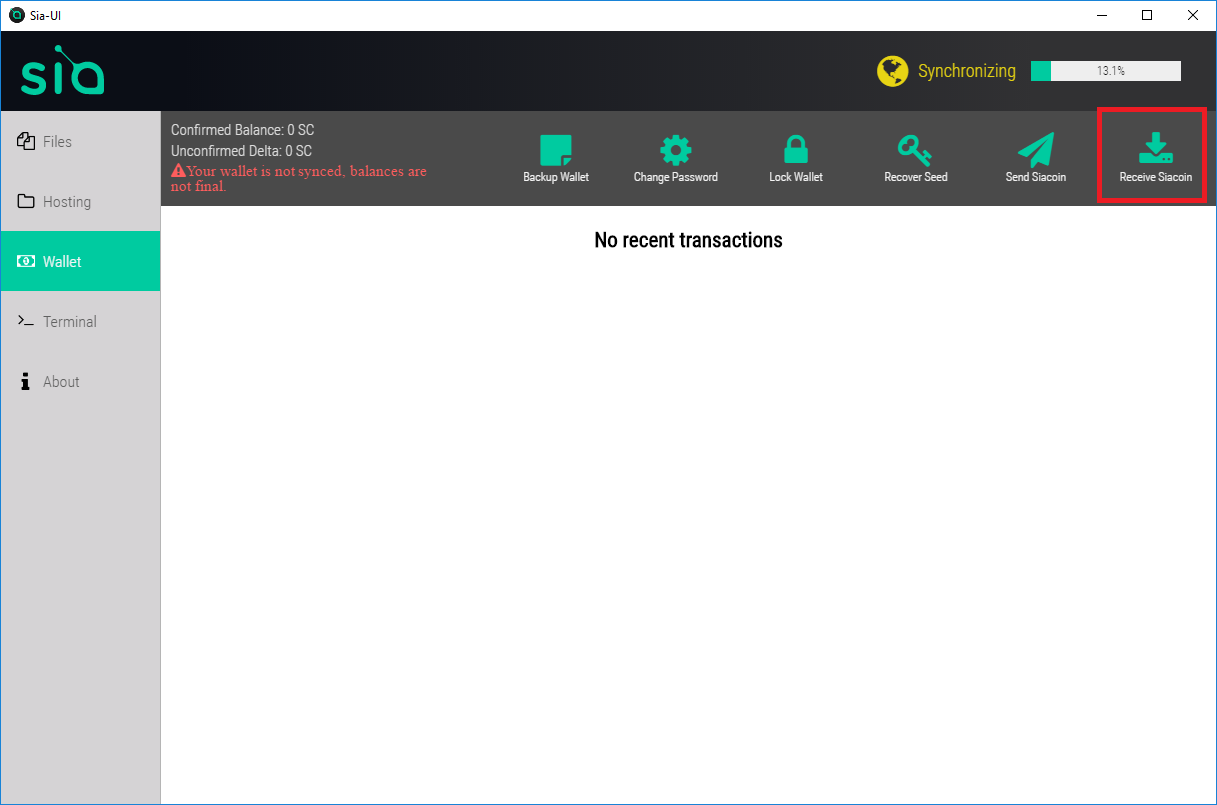 Sia-UI
sia
Synchronizing
13.1%
Files
Hosting
Wallet
Terminal
About
Confirmed Balance: 0 SC
Unconfirmed Delta: 0 SC
Your wallet is not synced, balances are
not final.
Backup Wallet
Change Password
Lock Wallet
Recover Seed
Send Siacoin
Receive Siacoin
No recent transactions